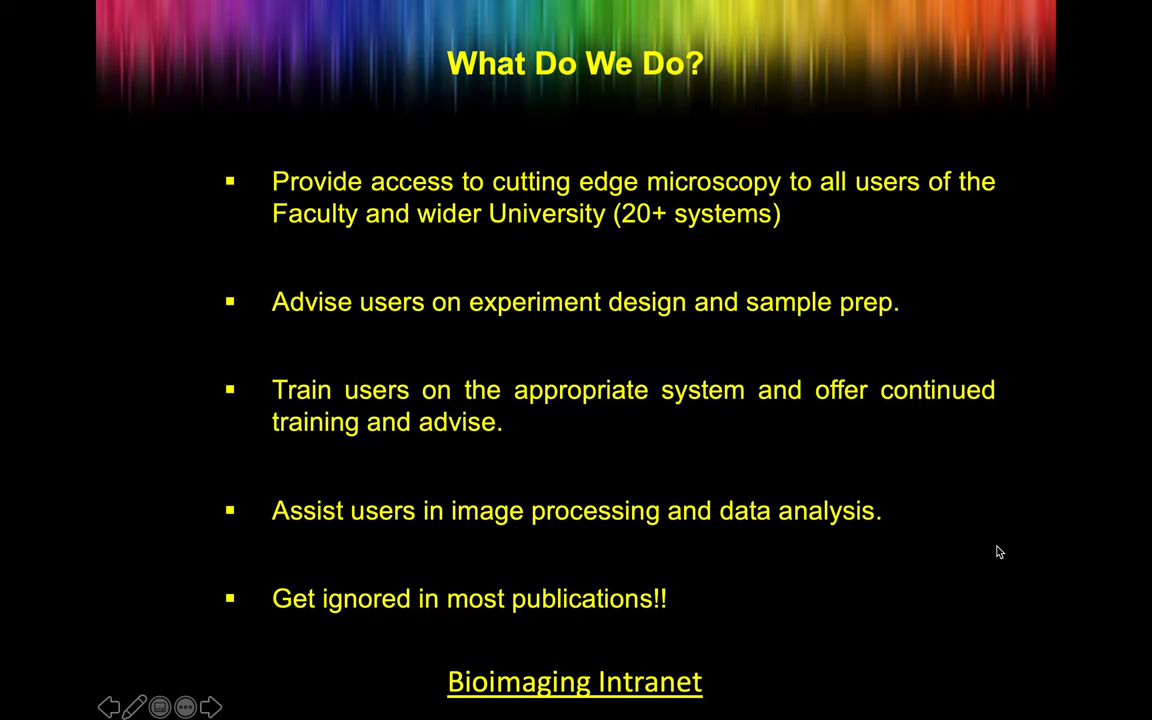 What Do We Do?
▪ Provide access to cutting edge microscopy to all users of the
Faculty and wider University (20+ systems)
▪ Advise users on experiment design and sample prep.
▪ Train users on the appropriate system and offer continued
training and advise.
▪ Assist users in image processing and data analysis.
▪ Get ignored in most publications!!
Bioimaging Intranet